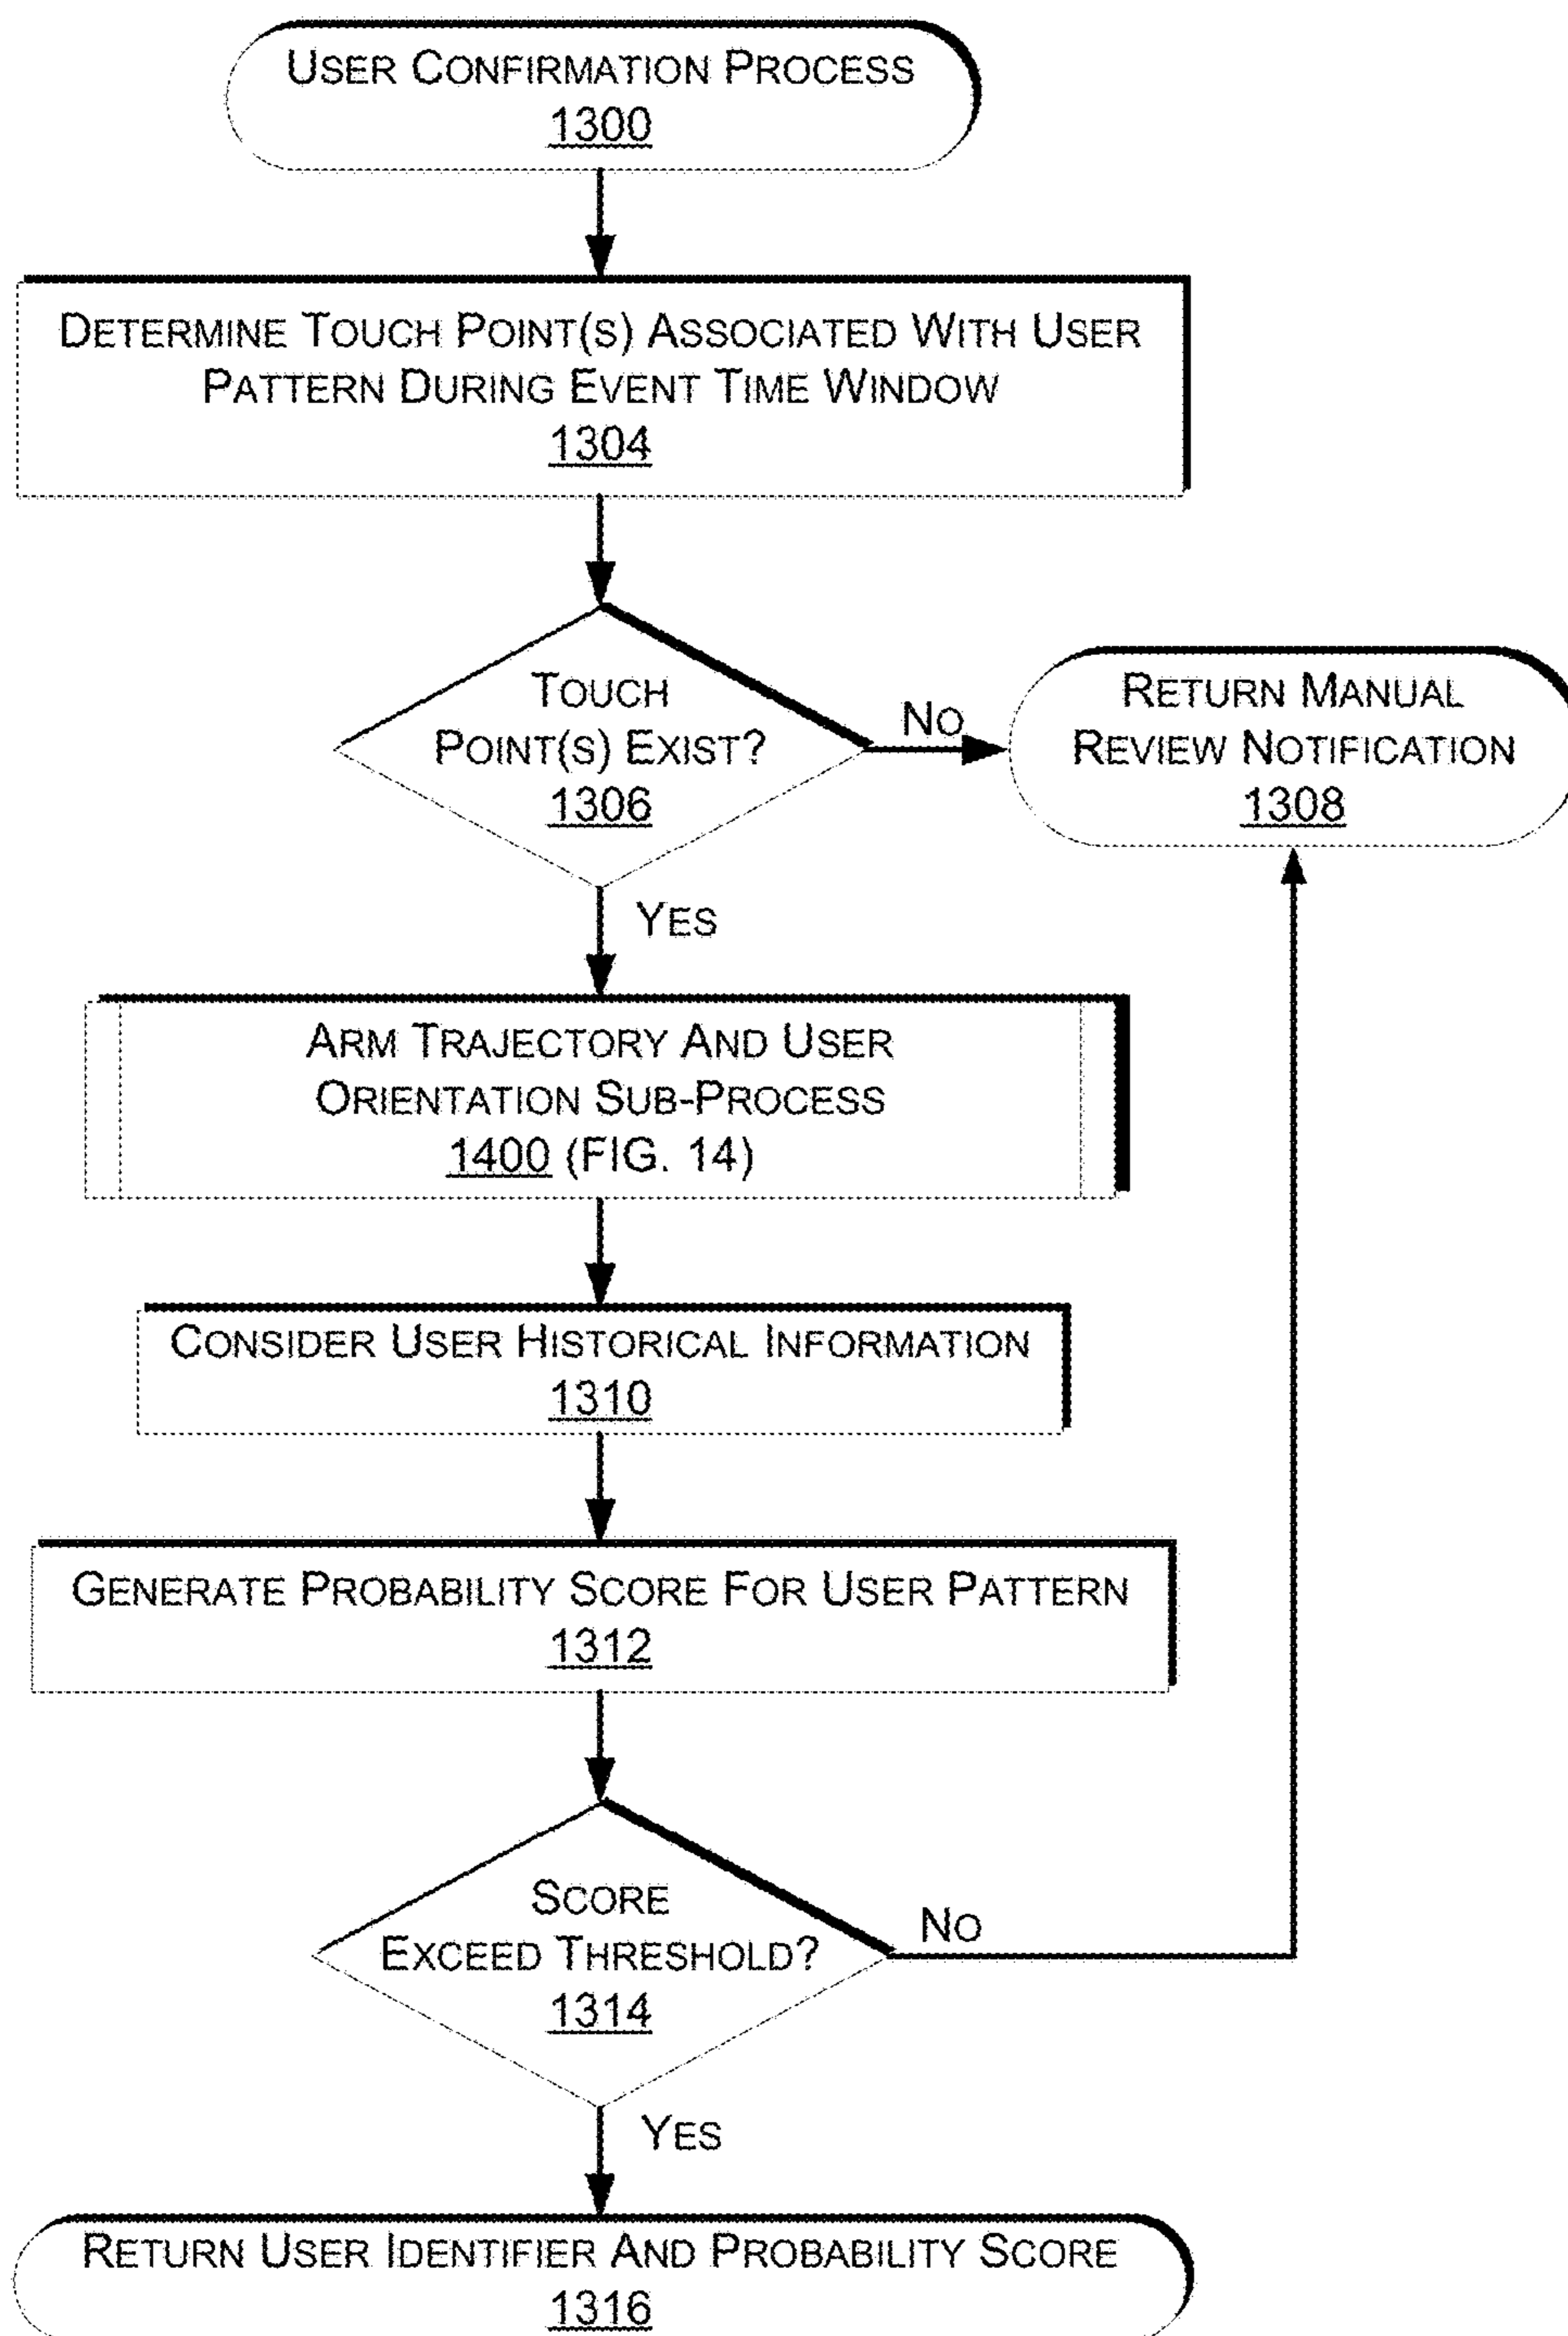 USER CONFIRMATION PROCESS
1300
DETERMINE TOUCH POINT(S) ASSOCIATED WITH USER
PATTERN DURING EVENT TIME WINDOW
1304
TOUCH
POINT(S) EXIST?
1306
NO
RETURN MANUAL
REVIEW NOTIFICATION
1308
YES
ARM TRAJECTORY AND USER
ORIENTATION SUB-PROCESS
1400 (FIG. 14)
CONSIDER USER HISTORICAL INFORMATION
1310
GENERATE PROBABILITY SCORE FOR USER PATTERN
1312
SCORE
EXCEED THRESHOLD?
1314
NO
YES
RETURN USER IDENTIFIER AND PROBABILITY SCORE
1316